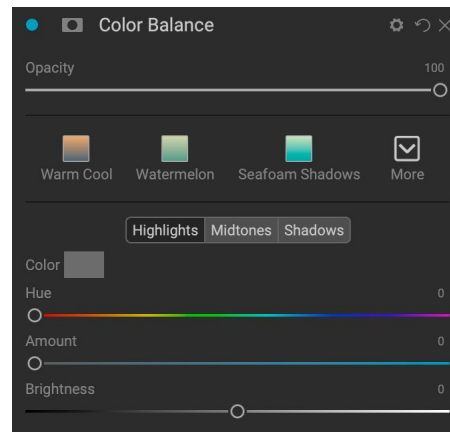 Color Balance
Opacity 100
Warm Cool Watermelon Seafoam Shadows More
Highlights Midtones Shadows
Color
Hue 0
Amount 0
Brightness 0